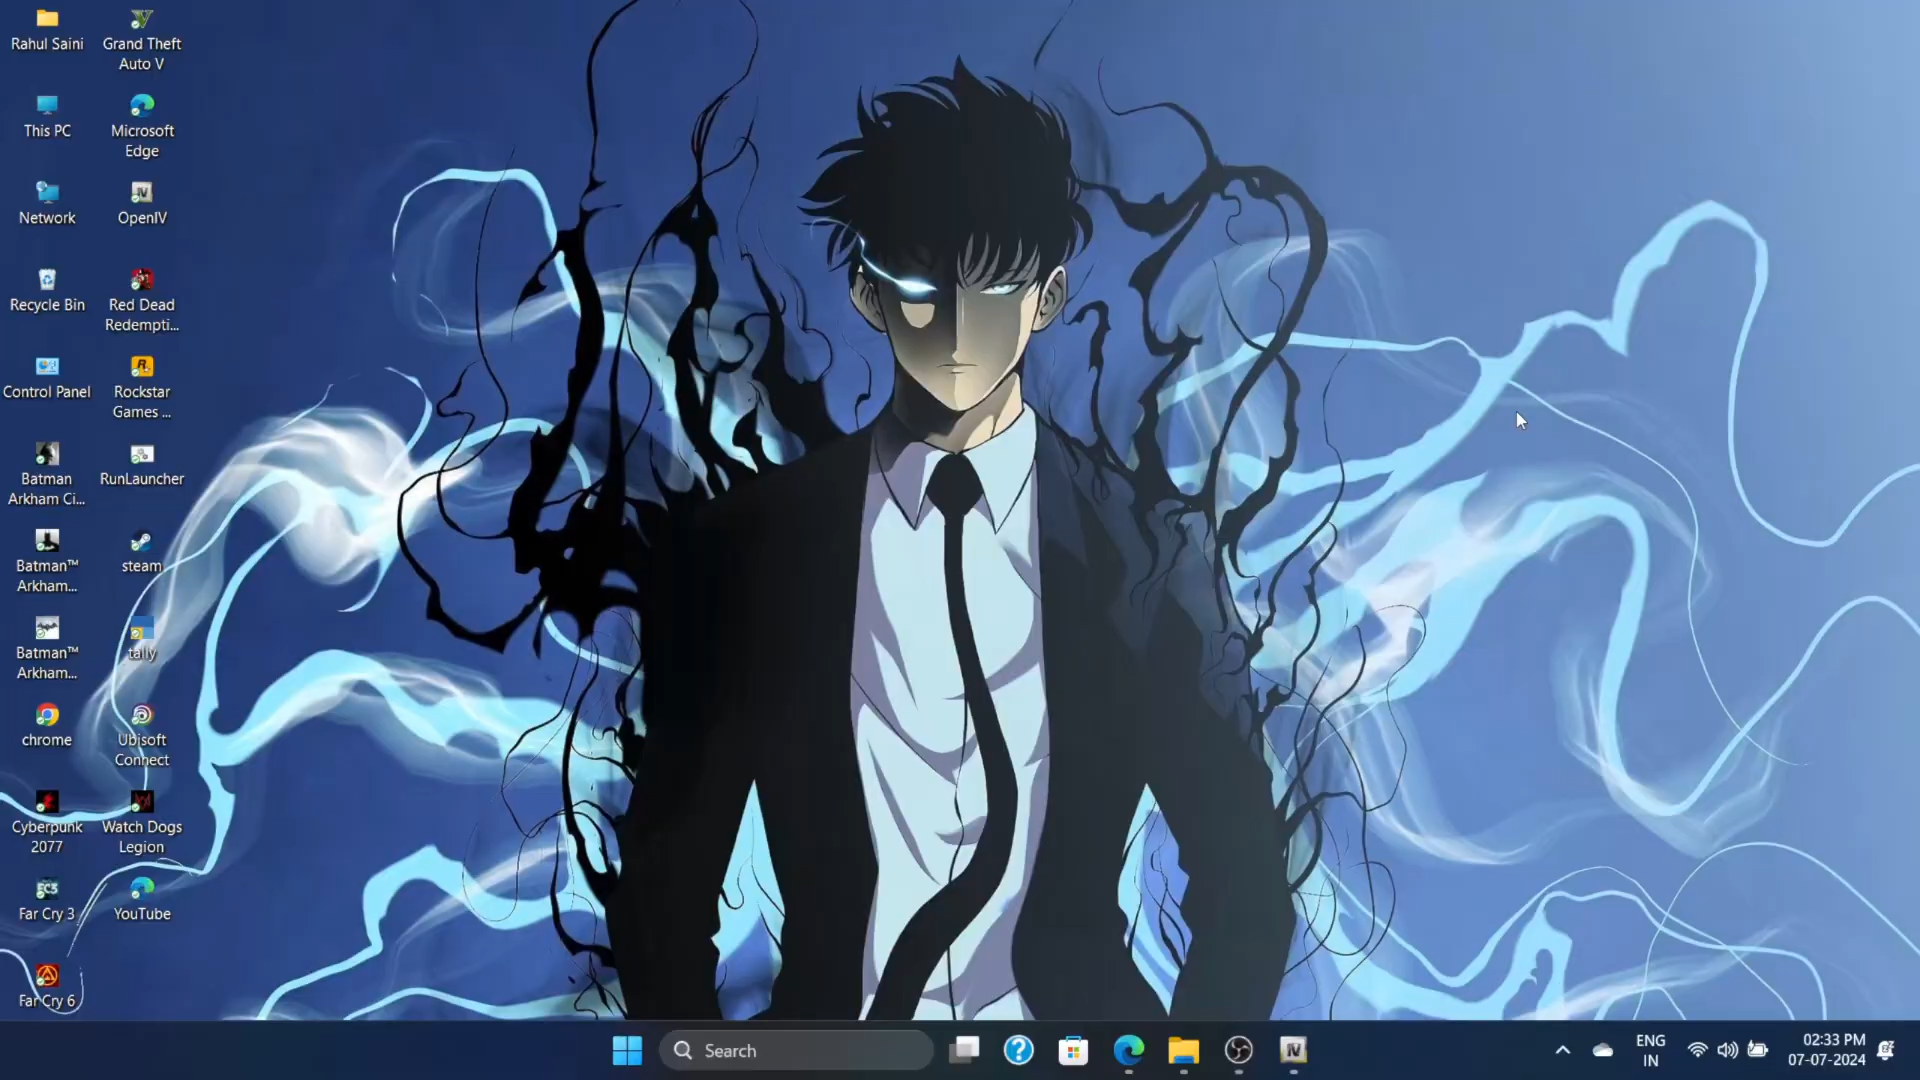 Rahul Saini
This PC
Network
Recycle Bin
Control Panel
Batman
Arkham Ci...
Batman™
Arkham...
Batman™
Arkham...
chrome
Cyberpunk
2077
Far Cry 3
Far Cry 6
Grand Theft
Auto V
Microsoft
Edge
OpenIV
Red Dead
Redempti...
Rockstar
Games ...
RunLauncher
steam
tally
Ubisoft
Connect
Watch Dogs
Legion
YouTube
Search
ENG
IN
02:33 PM
07-07-2024